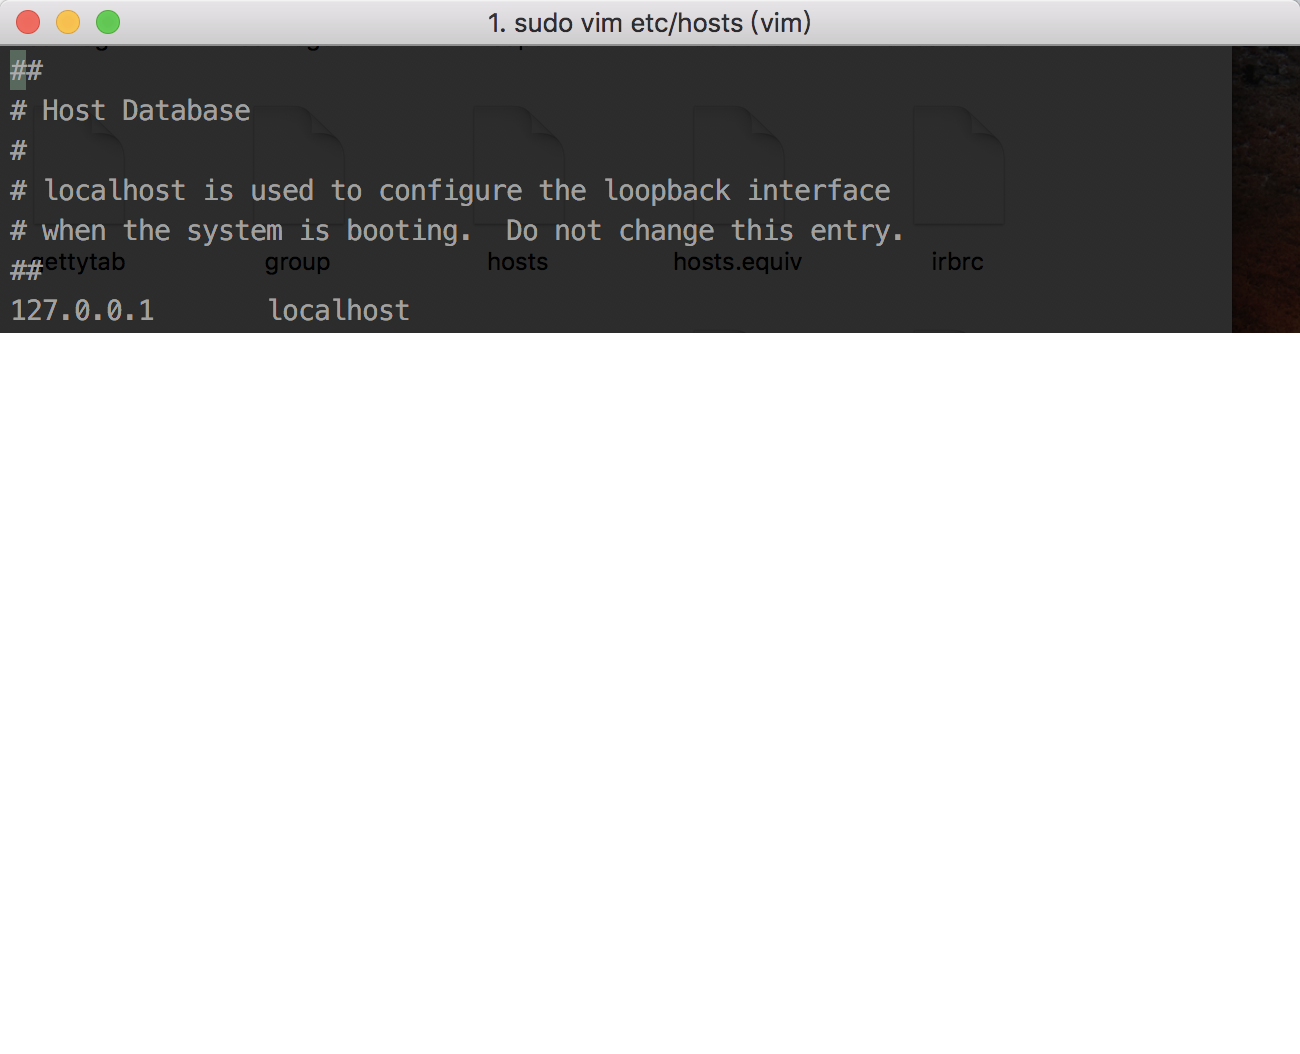 1. sudo vim etc/hosts (vim)
##
# Host Database
#
# localhost is used to configure the loopback interface
# when the system is booting.  Do not change this entry.
##
gettytab group hosts hosts.equiv irbrc
127.0.0.1       localhost